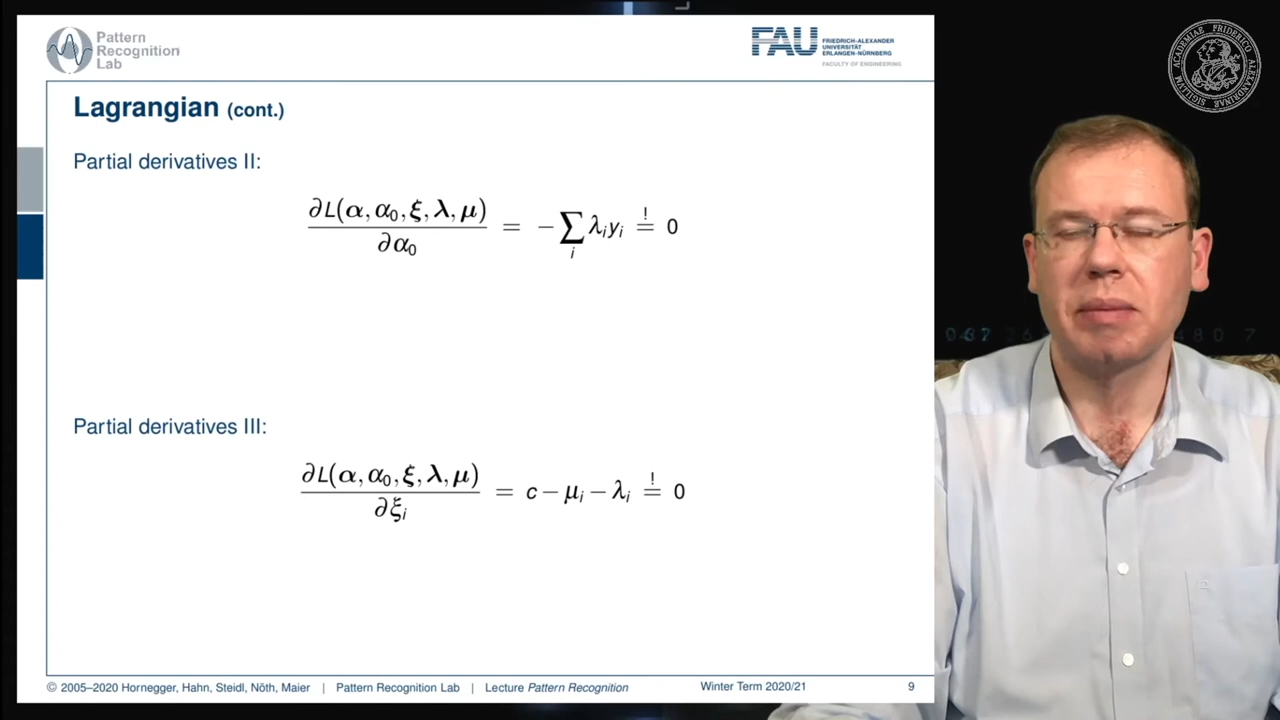 Pattern
Recognition
Lab
FAU
FRIEDRICH-ALEXANDER
UNIVERSITÄT
ERLANGEN-NÜRNBERG
FACULTY OF ENGINEERING
Lagrangian (cont.)
Partial derivatives II:
∂L(α, α₀, ξ, λ, μ) / ∂α₀ = − ∑ᵢ λᵢyᵢ =! 0
Partial derivatives III:
∂L(α, α₀, ξ, λ, μ) / ∂ξᵢ = c − μᵢ − λᵢ =! 0
© 2005–2020 Hornegger, Hahn, Steidl, Nöth, Maier | Pattern Recognition Lab | Lecture Pattern Recognition Winter Term 2020/21 9